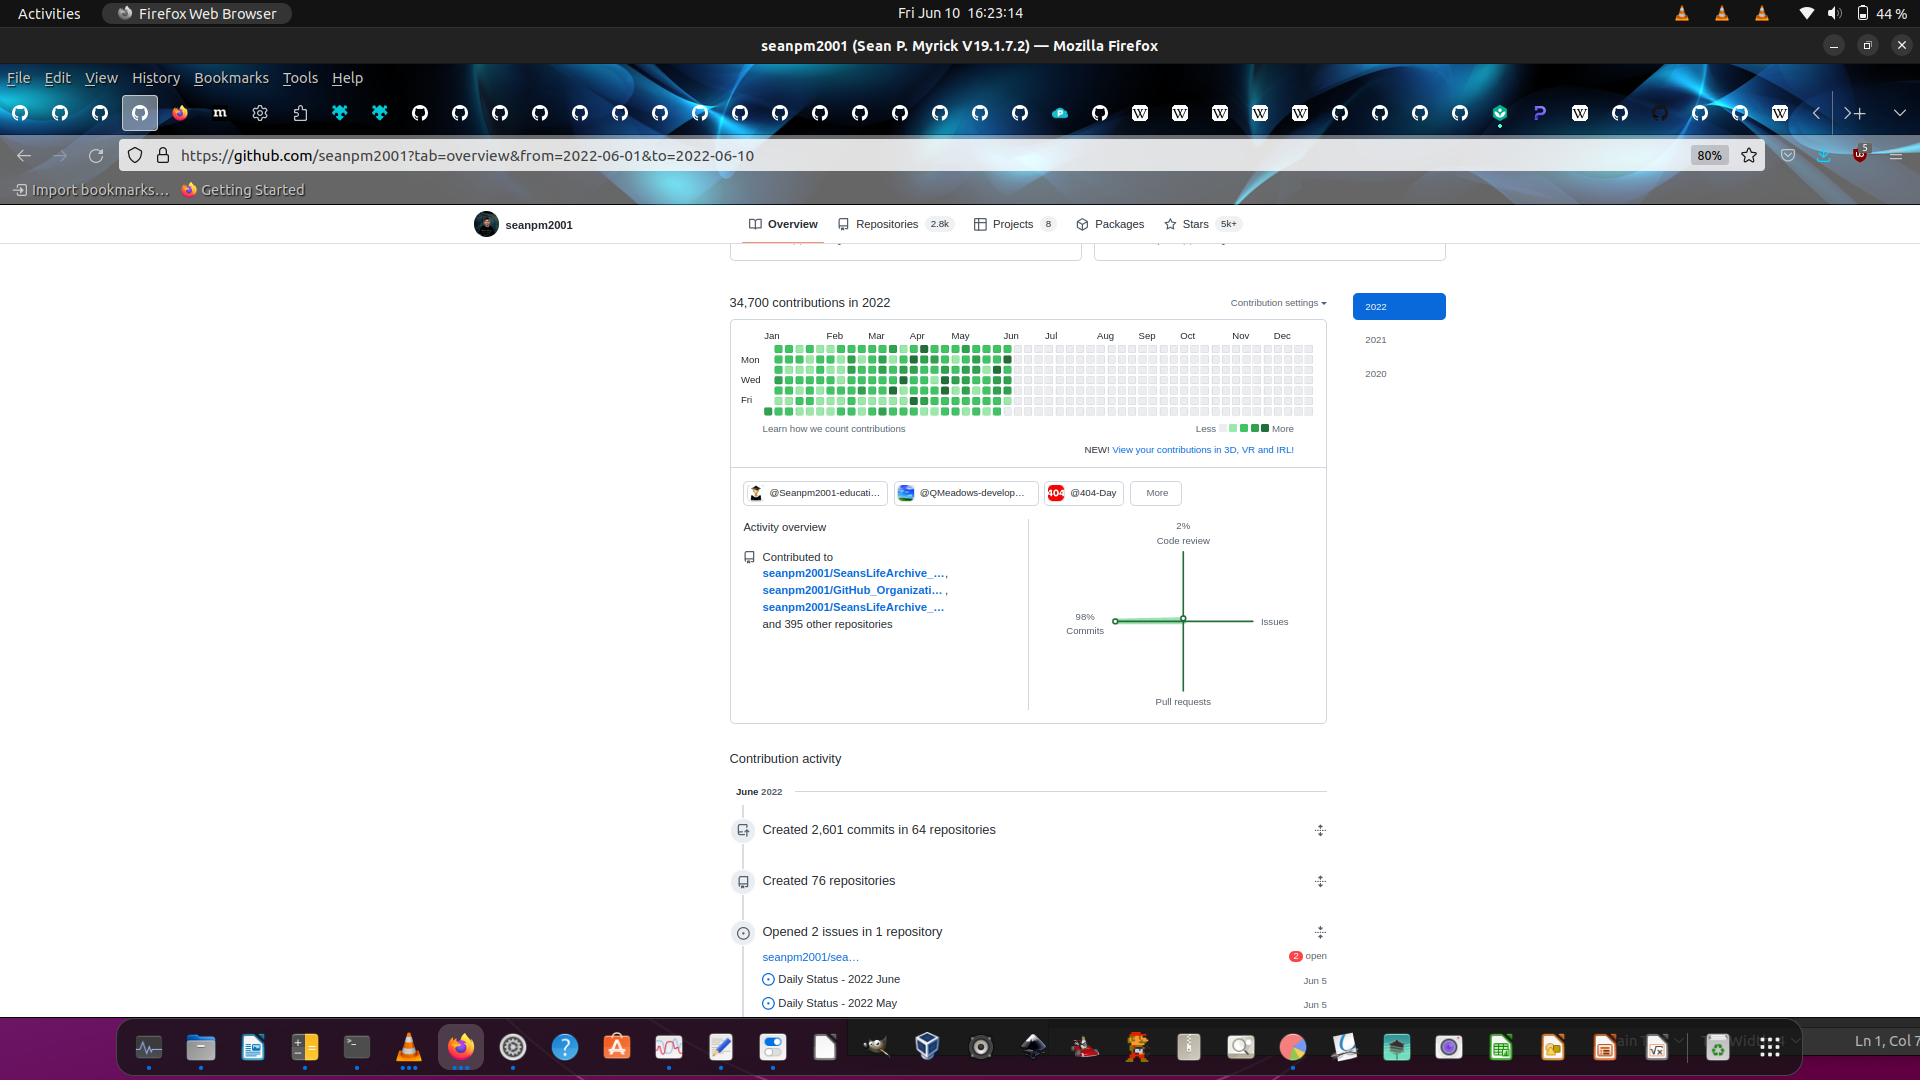 Activities
Firefox Web Browser
Fri Jun 10 16:23:14
44 %
seanpm2001 (Sean P. Myrick V19.1.7.2) — Mozilla Firefox
File Edit View History Bookmarks Tools Help
https://github.com/seanpm2001?tab=overview&from=2022-06-01&to=2022-06-10
80%
5
Import bookmarks…
Getting Started
seanpm2001
Overview
Repositories 2.8k
Projects 8
Packages
Stars 5k+
34,700 contributions in 2022
Contribution settings
2022
2021
2020
Jan Feb Mar Apr May Jun Jul Aug Sep Oct Nov Dec
Mon
Wed
Fri
Learn how we count contributions
Less
More
NEW! View your contributions in 3D, VR and IRL!
@Seanpm2001-educati…
@QMeadows-develop…
404
@404-Day
More
Activity overview
Contributed to
seanpm2001/SeansLifeArchive_…,
seanpm2001/GitHub_Organizati… ,
seanpm2001/SeansLifeArchive_…
and 395 other repositories
2%
Code review
98%
Commits
Issues
Pull requests
Contribution activity
June 2022
Created 2,601 commits in 64 repositories
Created 76 repositories
Opened 2 issues in 1 repository
seanpm2001/sea…
2 open
Daily Status - 2022 June
Jun 5
Daily Status - 2022 May
Jun 5
Ln 1, Col 7